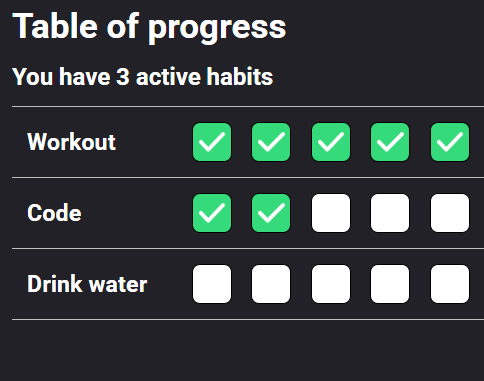 Table of progress
You have 3 active habits
Workout
Code
Drink water